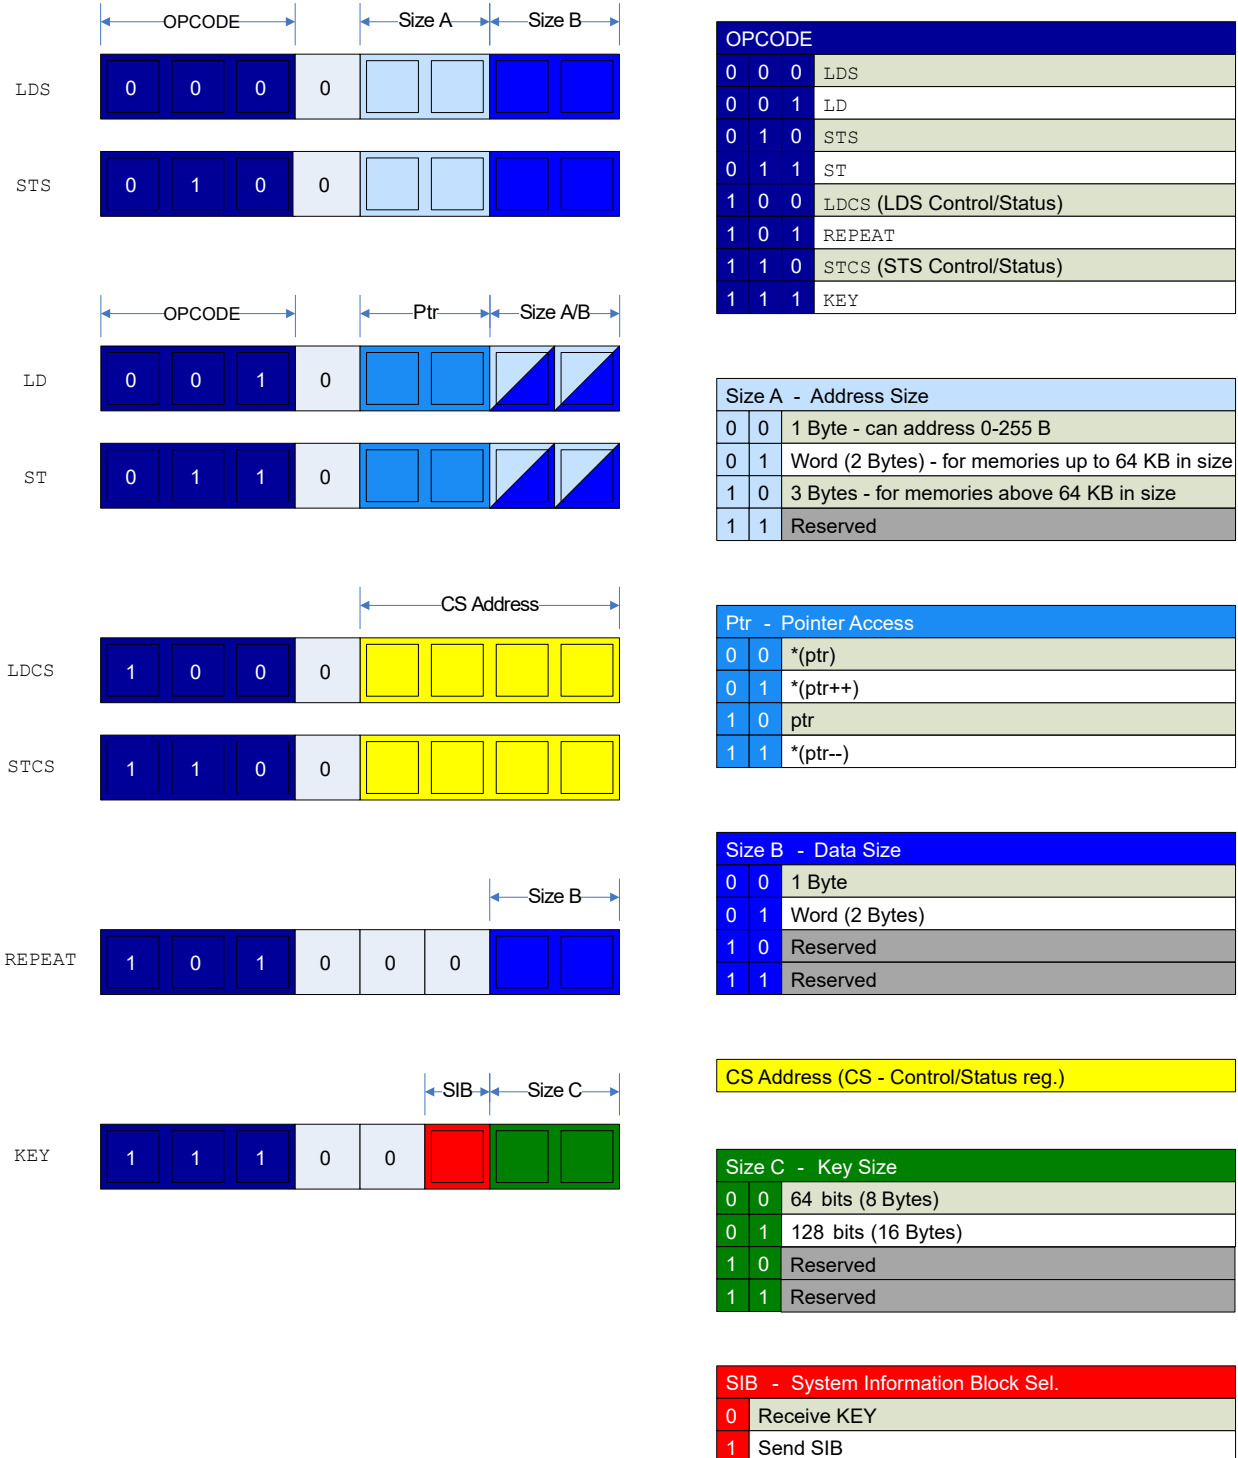 OPCODE Size A Size B
LDS 0 0 0 0
STS 0 1 0 0
OPCODE Ptr Size A/B
LD 0 0 1 0
ST 0 1 1 0
CS Address
LDCS 1 0 0 0
STCS 1 1 0 0
Size B
REPEAT 1 0 1 0 0 0
SIB Size C
KEY 1 1 1 0 0
OPCODE
0 0 0 LDS
0 0 1 LD
0 1 0 STS
0 1 1 ST
1 0 0 LDCS (LDS Control/Status)
1 0 1 REPEAT
1 1 0 STCS (STS Control/Status)
1 1 1 KEY
Size A - Address Size
0 0 1 Byte - can address 0-255 B
0 1 Word (2 Bytes) - for memories up to 64 KB in size
1 0 3 Bytes - for memories above 64 KB in size
1 1 Reserved
Ptr - Pointer Access
0 0 *(ptr)
0 1 *(ptr++)
1 0 ptr
1 1 *(ptr--)
Size B - Data Size
0 0 1 Byte
0 1 Word (2 Bytes)
1 0 Reserved
1 1 Reserved
CS Address (CS - Control/Status reg.)
Size C - Key Size
0 0 64 bits (8 Bytes)
0 1 128 bits (16 Bytes)
1 0 Reserved
1 1 Reserved
SIB - System Information Block Sel.
0 Receive KEY
1 Send SIB